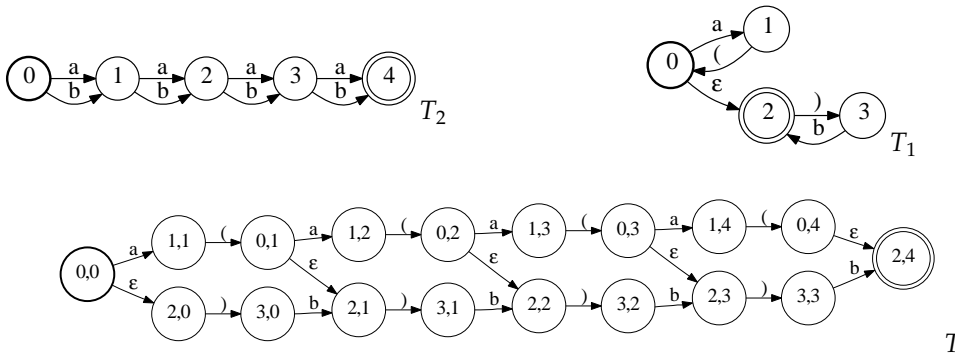 a
1
(
0
ε
a a a a
0 1 2 3 4
b b b b
T₂
)
2 3
b
T₁
a 1,1 ( 0,1 a 1,2 ( 0,2 a 1,3 ( 0,3 a 1,4 ( 0,4 ε
0,0 ε ε ε 2,4
ε 2,0 ) 3,0 b 2,1 ) 3,1 b 2,2 ) 3,2 b 2,3 ) 3,3 b
T